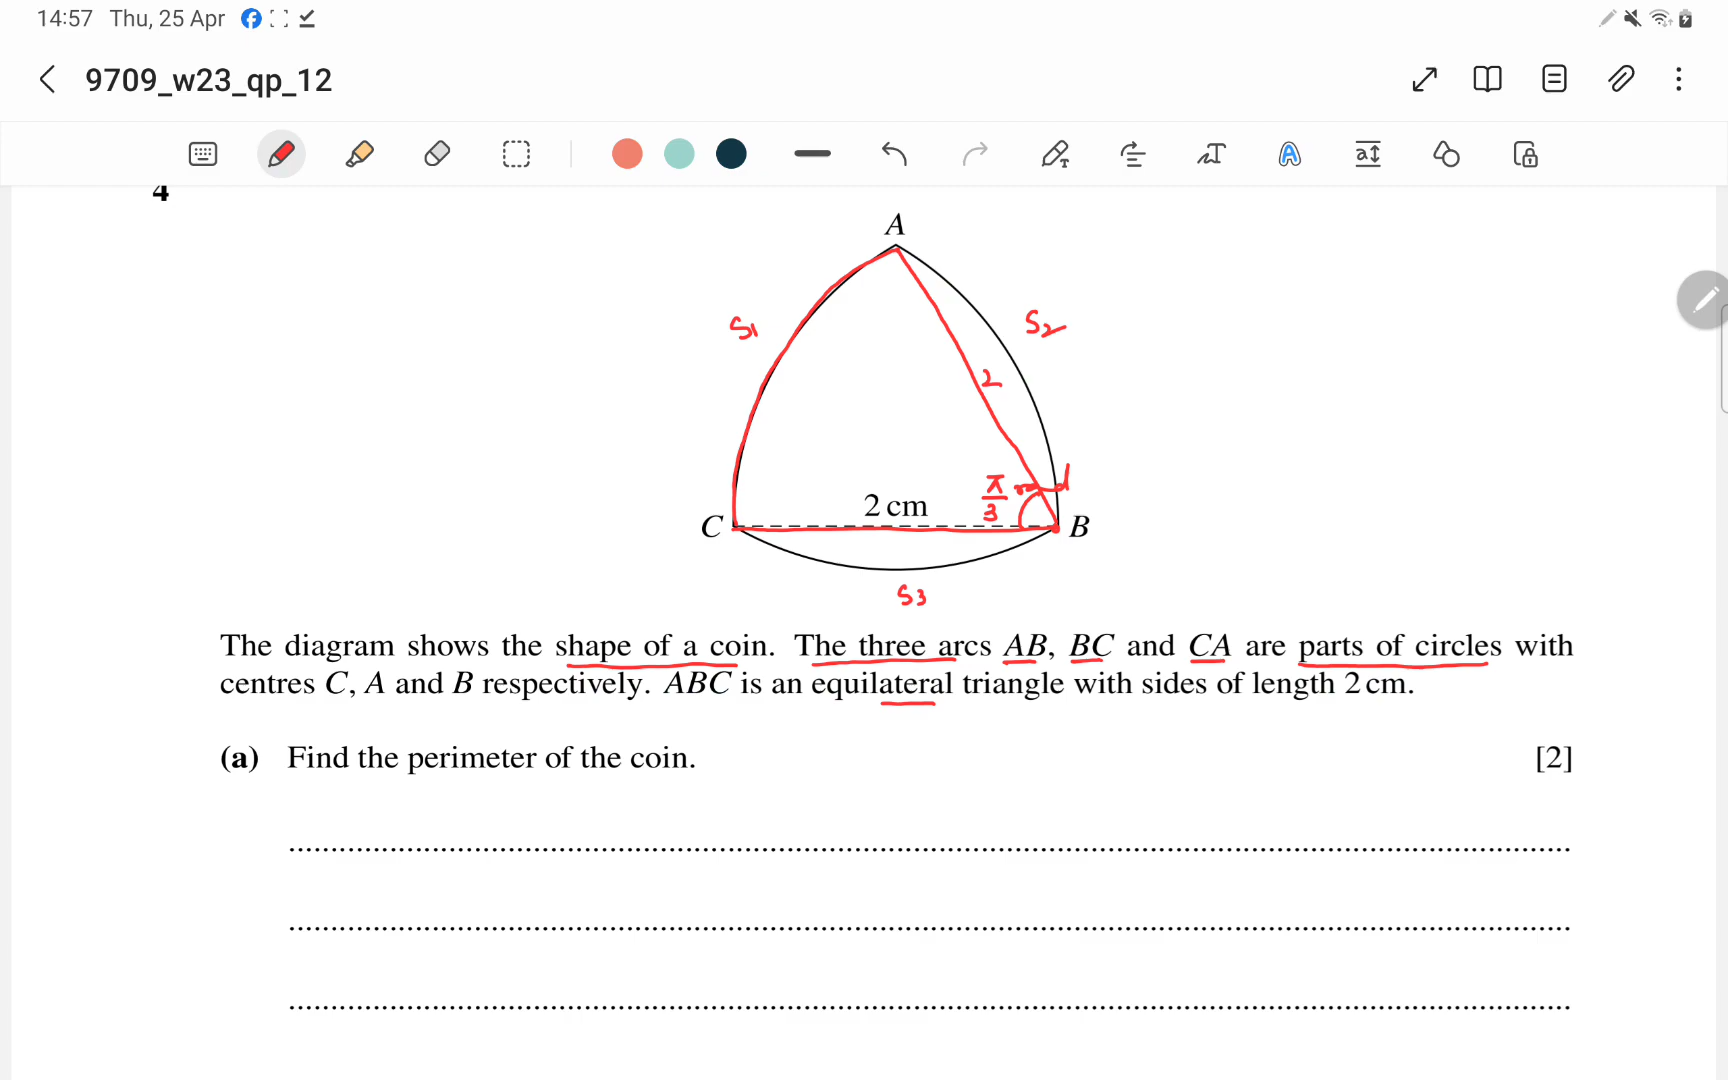 14:57 Thu, 25 Apr
9709_w23_qp_12
4
A
S1
S2
2
π/3 rad
2 cm
C
B
S3
The diagram shows the shape of a coin. The three arcs AB, BC and CA are parts of circles with
centres C, A and B respectively. ABC is an equilateral triangle with sides of length 2 cm.
(a) Find the perimeter of the coin. [2]